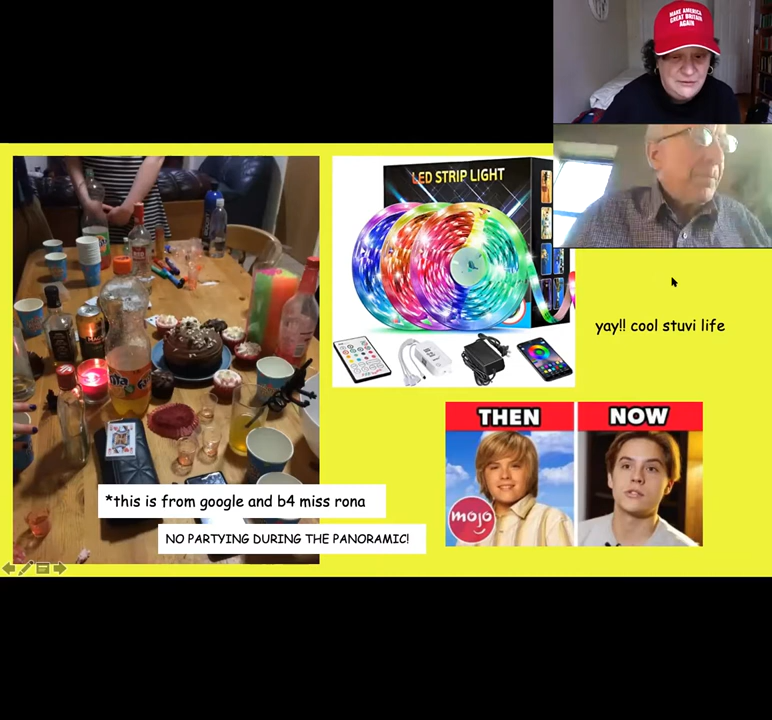 MAKE AMERICA
GREAT BRITAIN
AGAIN
LED STRIP LIGHT
yay!! cool stuvi life
THEN
NOW
mojo
Fanta
*this is from google and b4 miss rona
NO PARTYING DURING THE PANORAMIC!